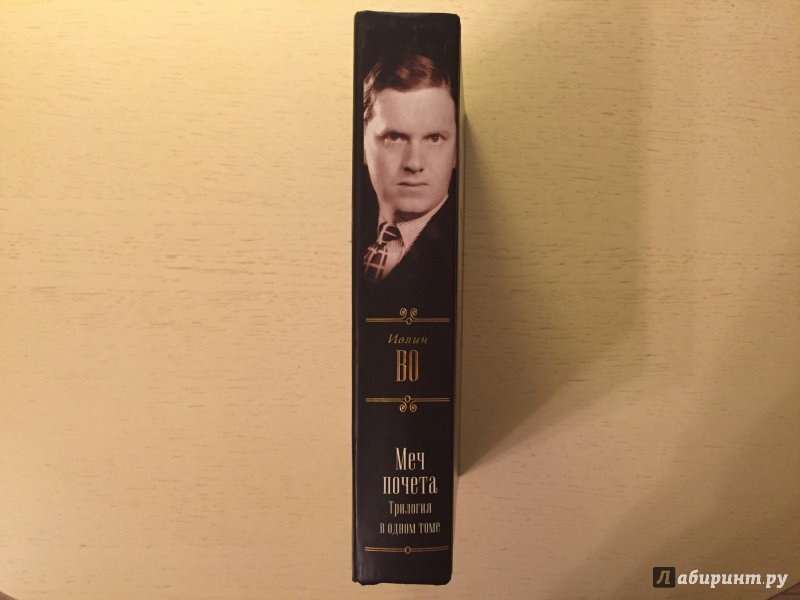 Ивлин
ВО
Меч
почета
Трилогия
в одном томе
Лабиринт.ру